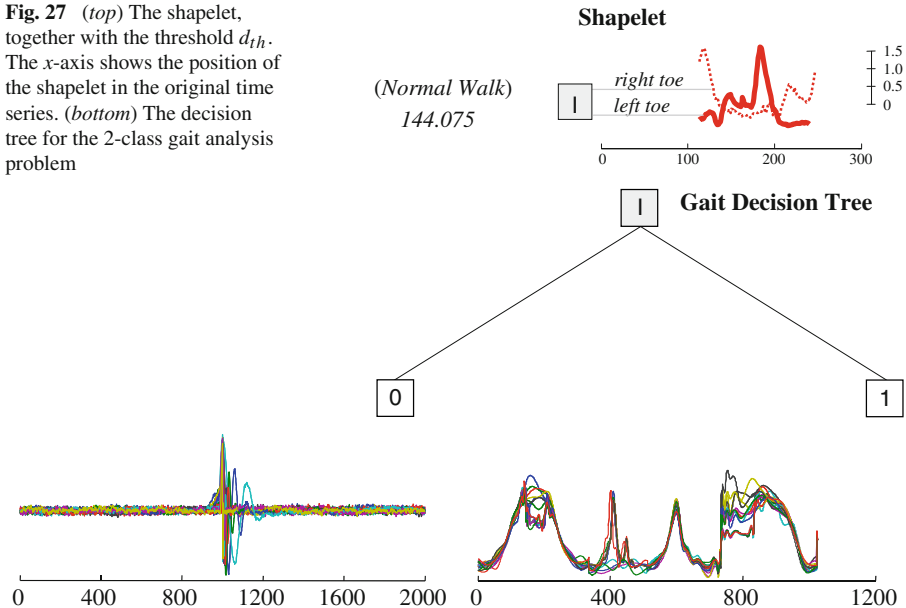 Fig. 27 (top) The shapelet,
together with the threshold d_th.
The x-axis shows the position of
the shapelet in the original time
series. (bottom) The decision
tree for the 2-class gait analysis
problem
Shapelet
(Normal Walk)
144.075
I
right toe
left toe
1.5
1.0
0.5
0
0 100 200 300
I
Gait Decision Tree
0
1
0 400 800 1200 1600 2000
0 400 800 1200